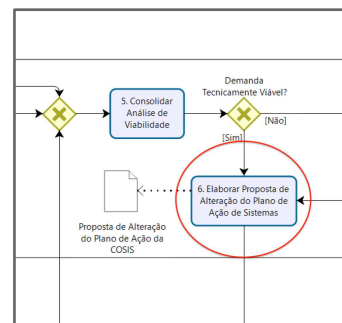 Demanda
Tecnicamente Viável?
5. Consolidar
Análise de
Viabilidade
[Não]
[Sim]
6. Elaborar Proposta de
Alteração do Plano de
Ação de Sistemas
Proposta de Alteração
do Plano de Ação da
COSIS